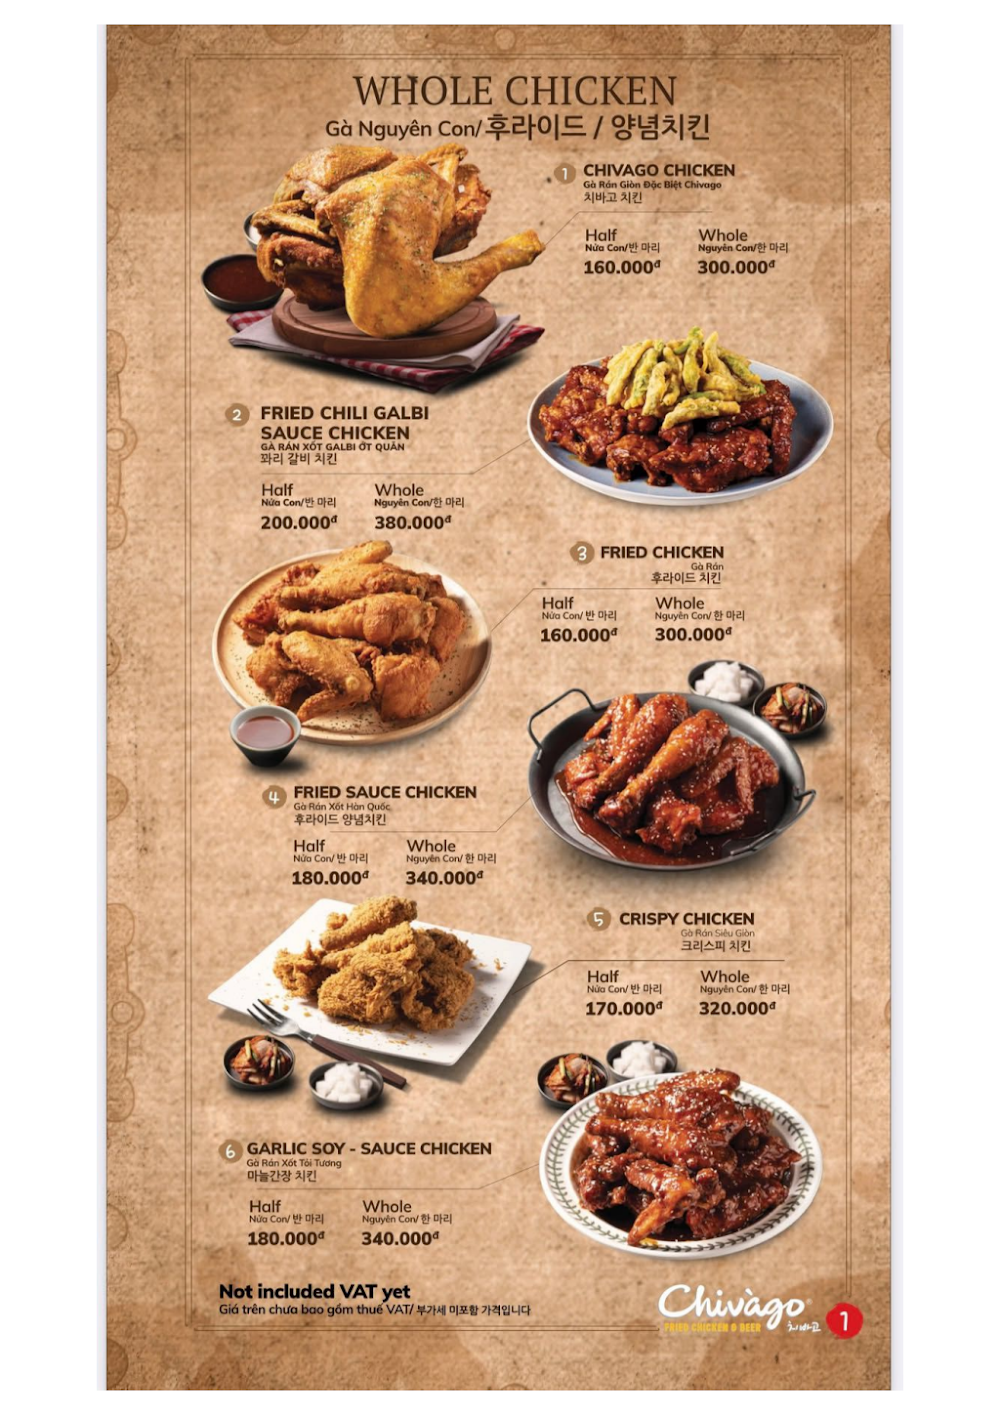 WHOLE CHICKEN
Gà Nguyên Con/후라이드 / 양념치킨
1 CHIVAGO CHICKEN
Gà Rán Giòn Đặc Biệt Chivago
치바고 치킨
Half Whole
Nửa Con/반 마리 Nguyên Con/한 마리
160.000đ 300.000đ
2 FRIED CHILI GALBI
SAUCE CHICKEN
GÀ RÁN XỐT GALBI ỚT QUẨN
꽈리 갈비 치킨
Half Whole
Nửa Con/반 마리 Nguyên Con/한 마리
200.000đ 380.000đ
3 FRIED CHICKEN
Gà Rán
후라이드 치킨
Half Whole
Nửa Con/ 반 마리 Nguyên Con/ 한 마리
160.000đ 300.000đ
4 FRIED SAUCE CHICKEN
Gà Rán Xốt Hàn Quốc
후라이드 양념치킨
Half Whole
Nửa Con/ 반 마리 Nguyên Con/ 한 마리
180.000đ 340.000đ
5 CRISPY CHICKEN
Gà Rán Siêu Giòn
크리스피 치킨
Half Whole
Nửa Con/ 반 마리 Nguyên Con/ 한 마리
170.000đ 320.000đ
6 GARLIC SOY - SAUCE CHICKEN
Gà Rán Xốt Tỏi Tương
마늘간장 치킨
Half Whole
Nửa Con/ 반 마리 Nguyên Con/ 한 마리
180.000đ 340.000đ
Not included VAT yet
Giá trên chưa bao gồm thuế VAT/ 부가세 미포함 가격입니다
Chivàgo
FRIED CHICKEN & BEER 치바고
1